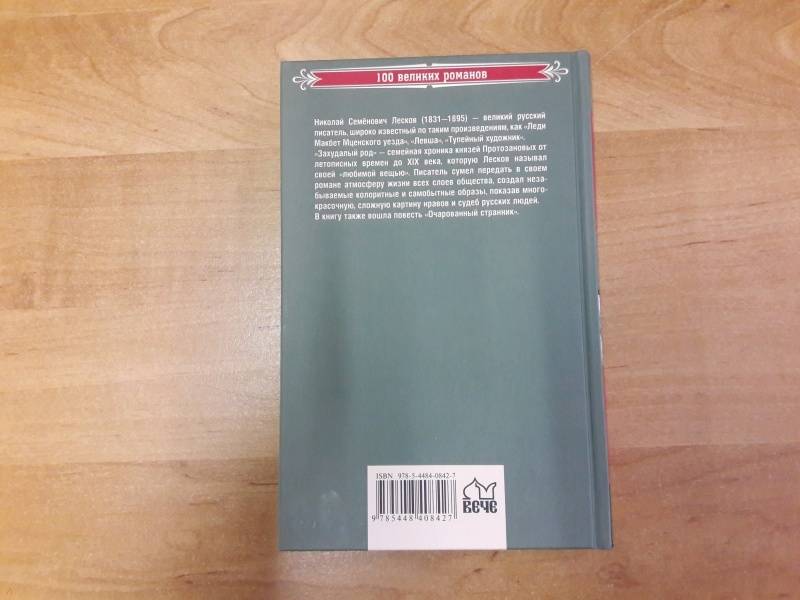 100 великих романов
Николай Семёнович Лесков (1831—1895) — великий русский
писатель, широко известный по таким произведениям, как «Леди
Макбет Мценского уезда», «Левша», «Тупейный художник».
«Захудалый род» — семейная хроника князей Протозановых от
летописных времен до XIX века, которую Лесков называл
своей «любимой вещью». Писатель сумел передать в своем
романе атмосферу жизни всех слоев общества, создал неза-
бываемые колоритные и самобытные образы, показав много-
красочную, сложную картину нравов и судеб русских людей.
В книгу также вошла повесть «Очарованный странник».
ISBN 978-5-4484-0842-7
9 785448 408427
ВЕЧЕ